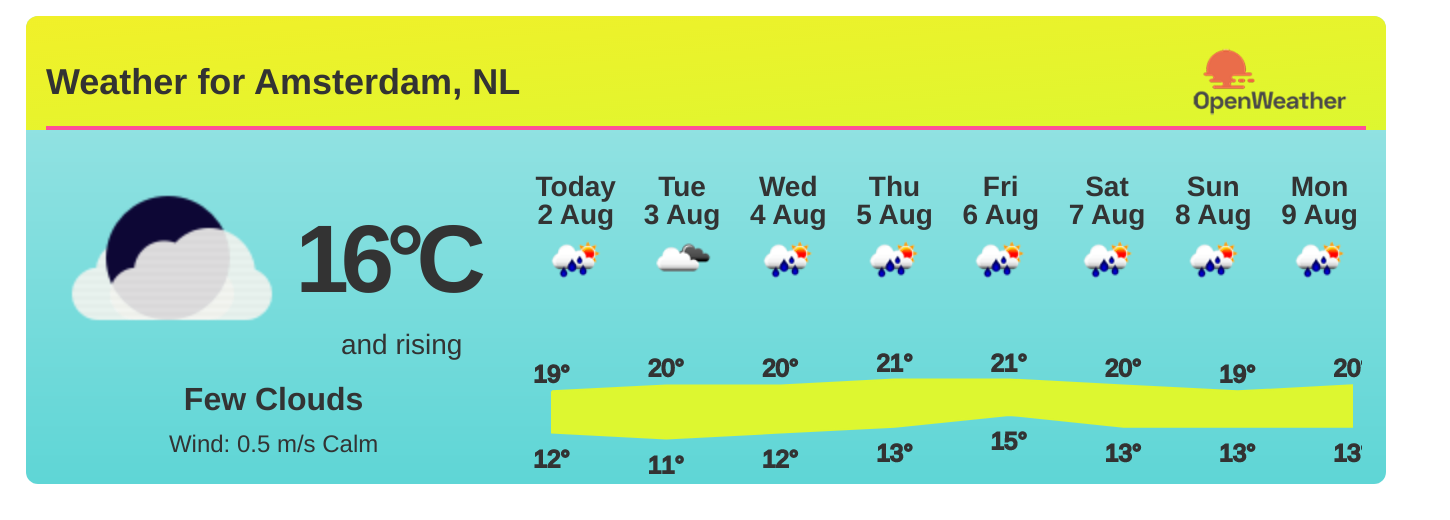 Weather for Amsterdam, NL
OpenWeather
16°C
and rising
Few Clouds
Wind: 0.5 m/s Calm
Today Tue Wed Thu Fri Sat Sun Mon
2 Aug 3 Aug 4 Aug 5 Aug 6 Aug 7 Aug 8 Aug 9 Aug
19° 20° 20° 21° 21° 20° 19° 20°
12° 11° 12° 13° 15° 13° 13° 13°